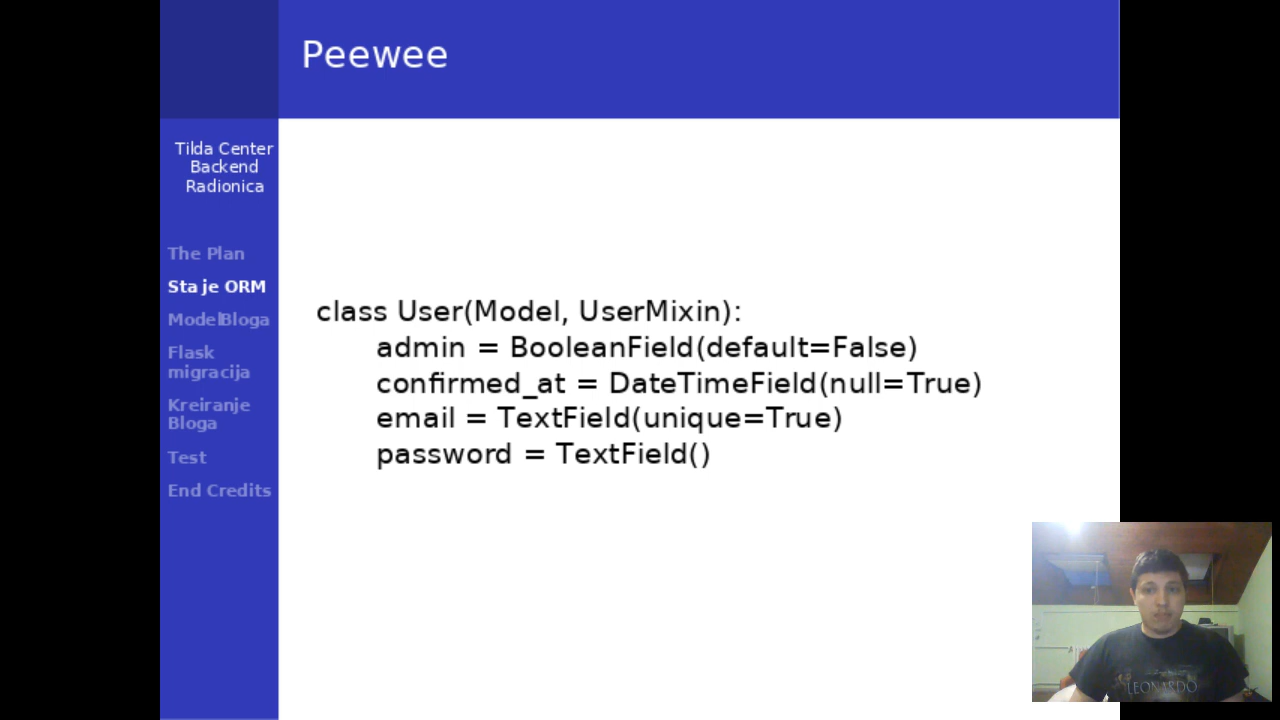 Peewee
Tilda Center
Backend
Radionica
The Plan
Sta je ORM
Model Bloga
Flask
migracija
Kreiranje
Bloga
Test
End Credits
class User(Model, UserMixin):
admin = BooleanField(default=False)
confirmed_at = DateTimeField(null=True)
email = TextField(unique=True)
password = TextField()
LEONARDO